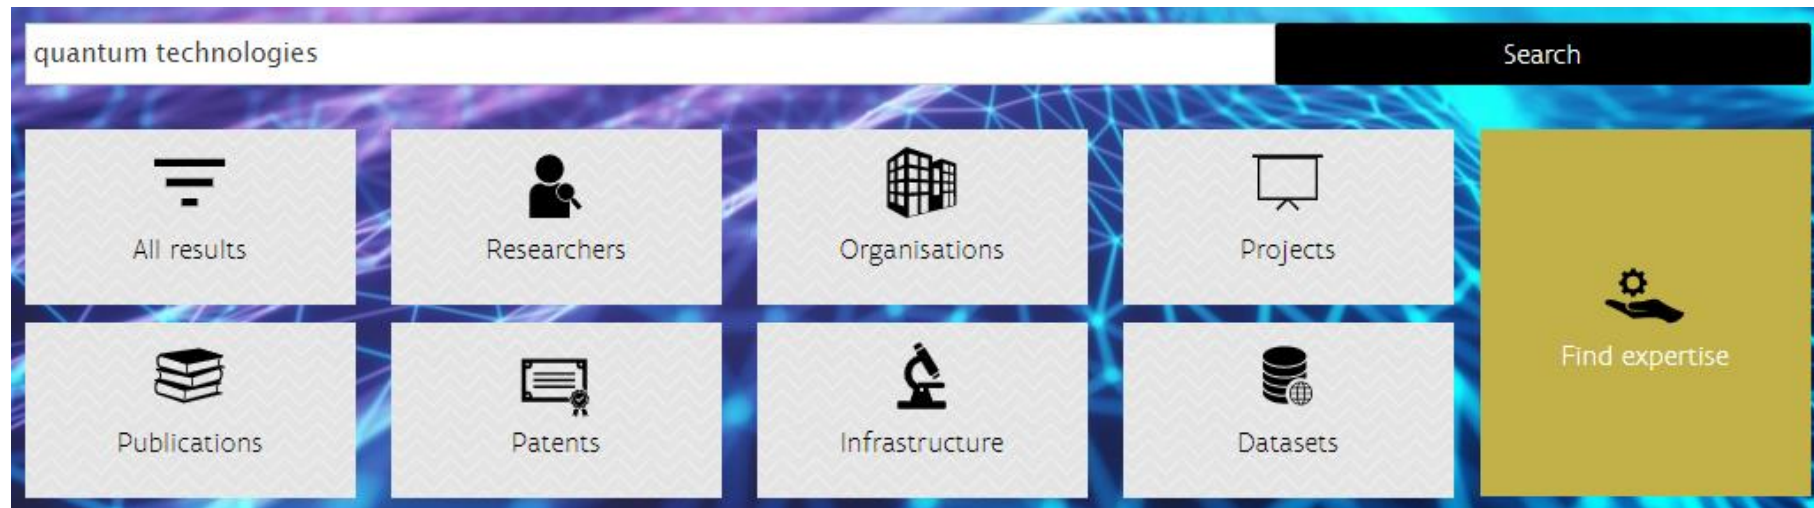 quantum technologies
Search
All results
Researchers
Organisations
Projects
Find expertise
Publications
Patents
Infrastructure
Datasets